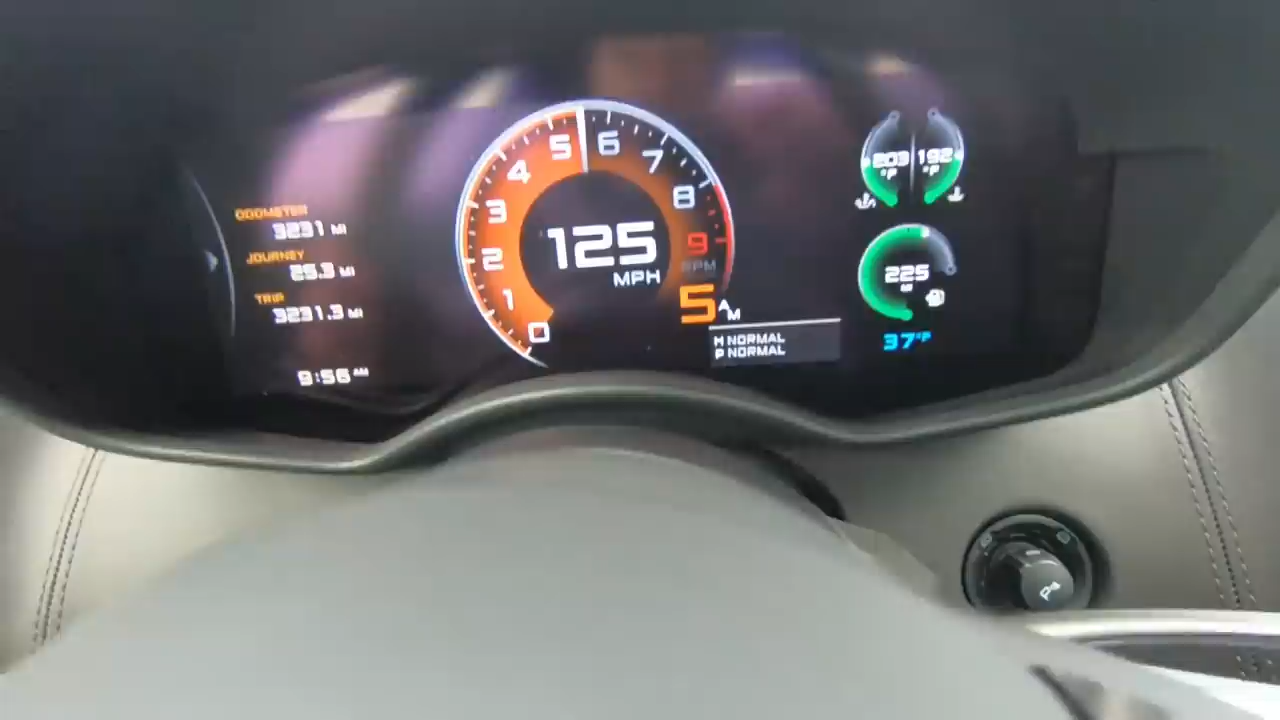 ODOMETER
3231 MI
JOURNEY
25.3 MI
TRIP
3231.3 MI
9:56 AM
0
1
2
3
4
5
6
7
8
9
RPM
125
MPH
5 A
M
H NORMAL
P NORMAL
203
°F
192
°F
225
MI
37°F
P